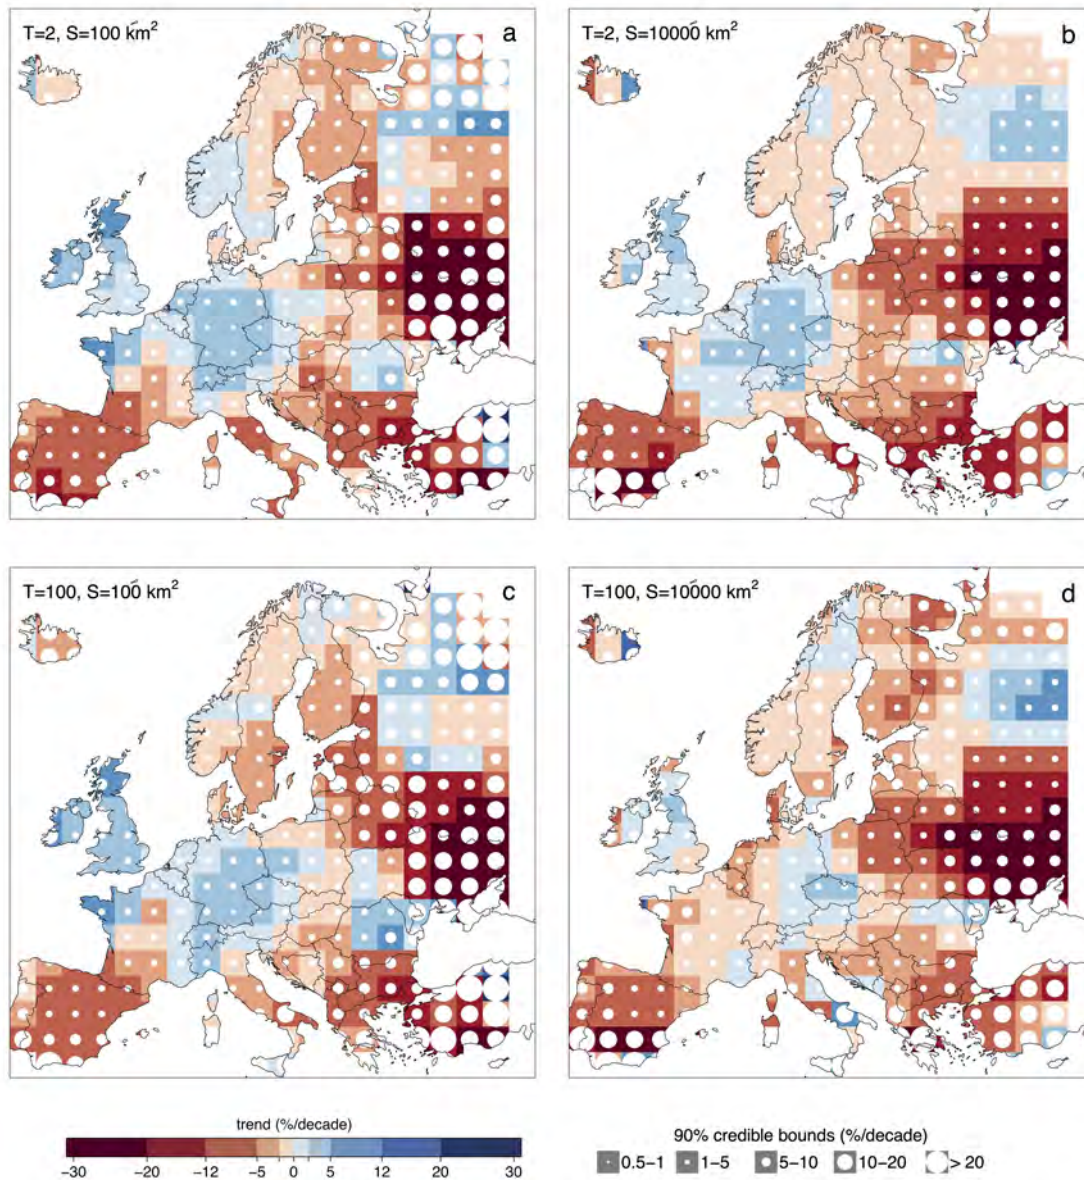 T=2, S=100 km²
a
T=2, S=10000 km²
b
T=100, S=100 km²
c
T=100, S=10000 km²
d
trend (%/decade)
−30 −20 −12 −5 0 5 12 20 30
90% credible bounds (%/decade)
0.5−1 1−5 5−10 10−20 > 20